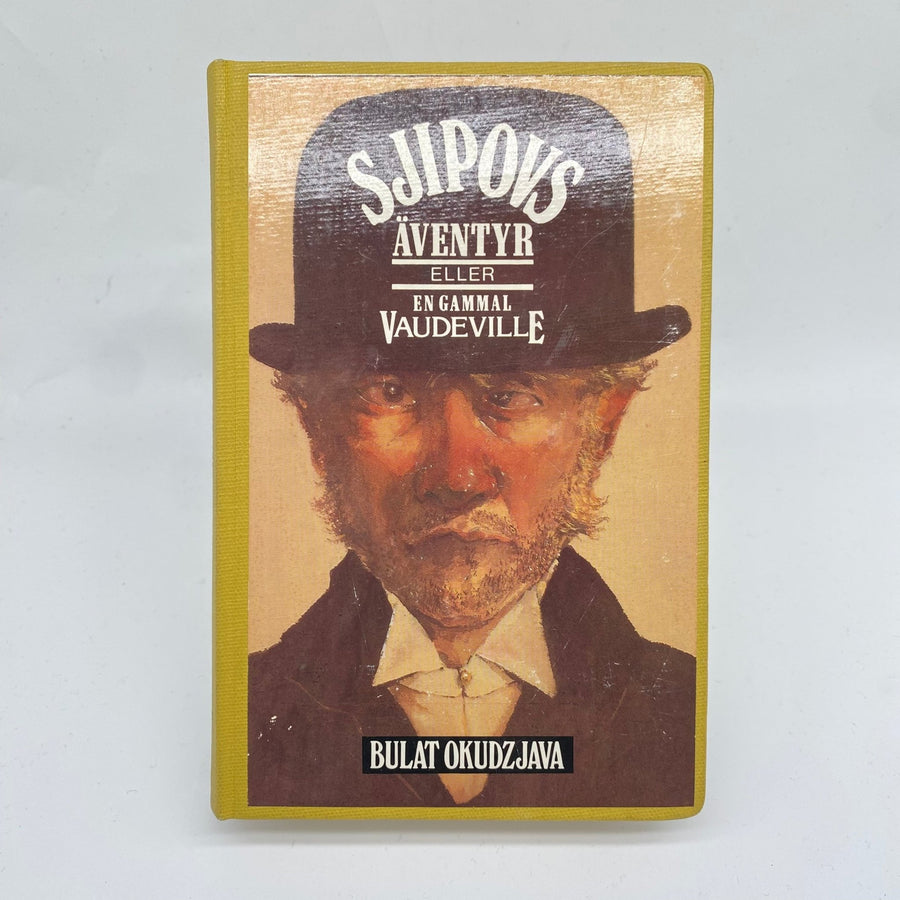 SJIPOVS
ÄVENTYR
ELLER
EN GAMMAL
VAUDEVILLE
BULAT OKUDZJAVA